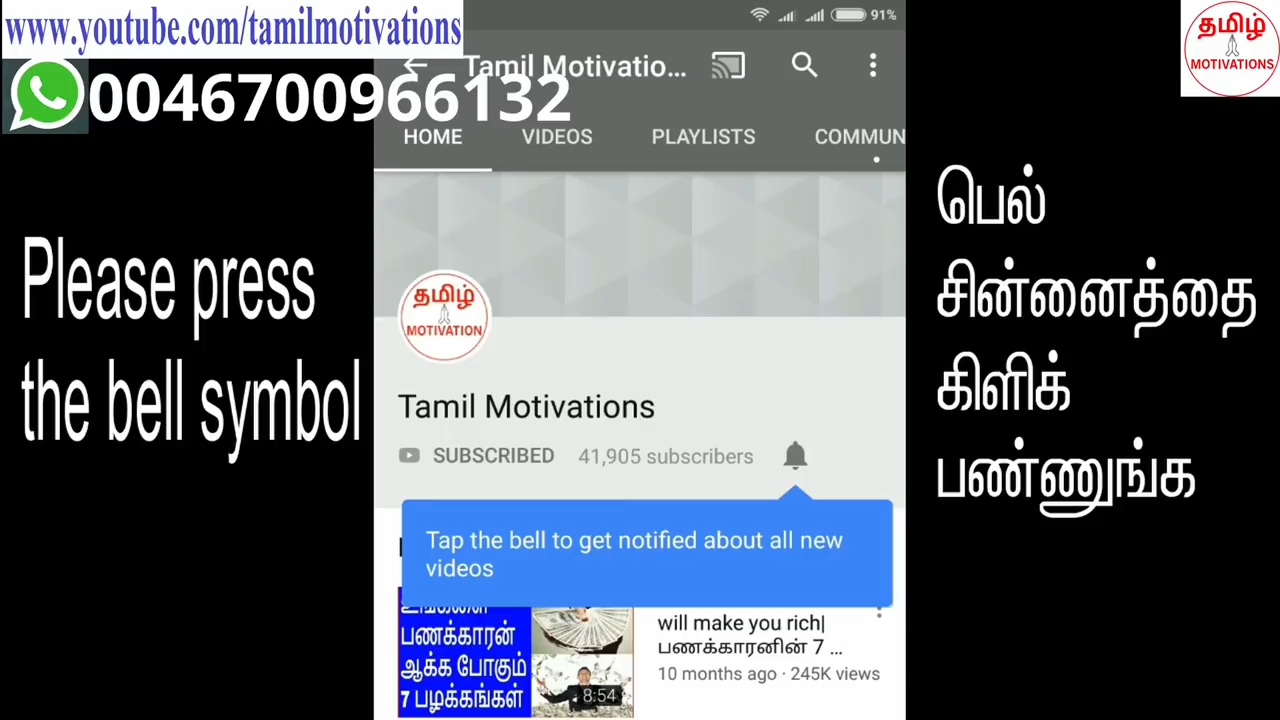 www.youtube.com/tamilmotivations
91%
Tamil Motivatio...
0046700966132
HOME VIDEOS PLAYLISTS COMMUN
தமிழ்
MOTIVATIONS
Please press
the bell symbol
பெல்
சின்னைத்தை
கிளிக்
பண்ணுங்க
தமிழ்
MOTIVATION
Tamil Motivations
SUBSCRIBED 41,905 subscribers
Tap the bell to get notified about all new
videos
பணக்காரன்
ஆக்க போகும்
7 பழக்கங்கள்
8:54
will make you rich|
பணக்காரனின் 7 ...
10 months ago · 245K views